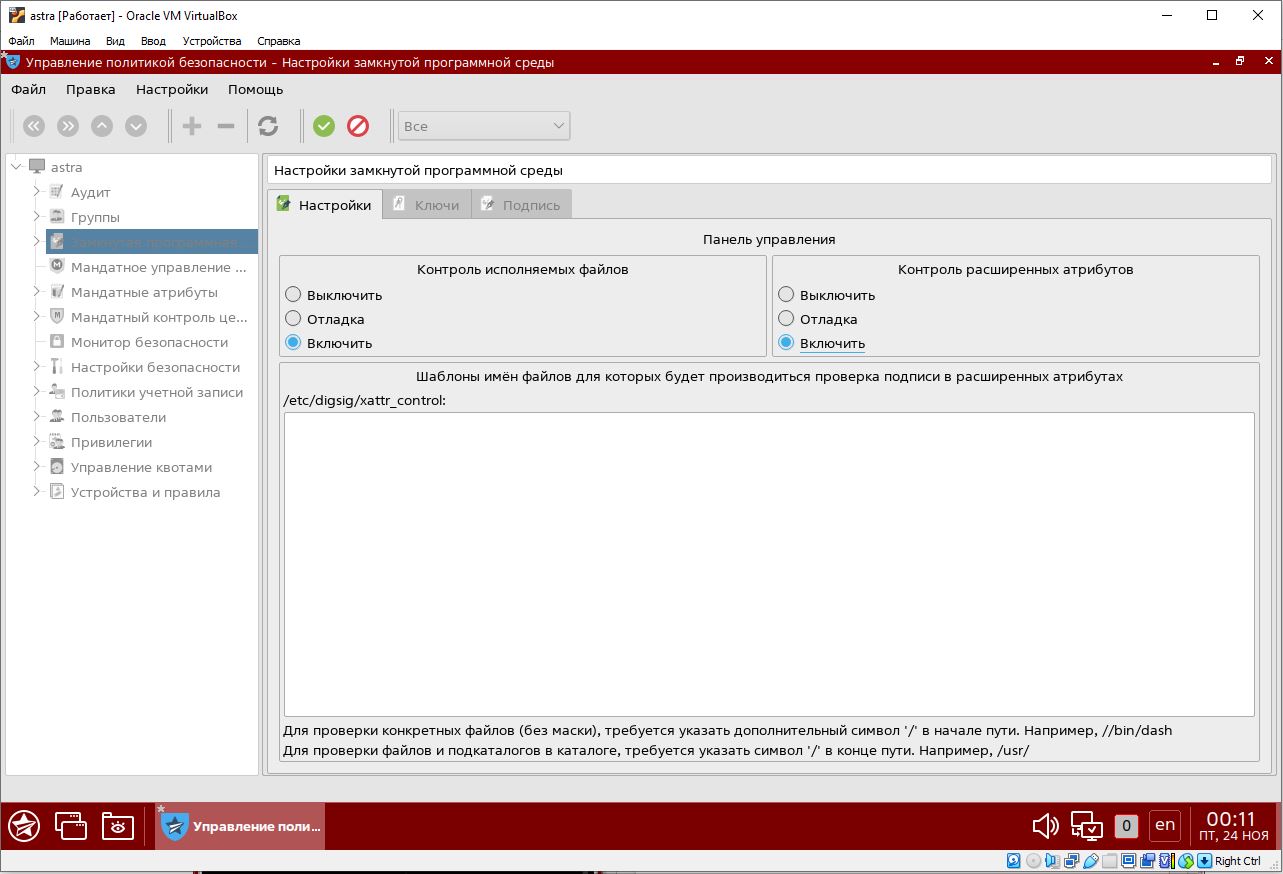 astra [Работает] - Oracle VM VirtualBox
Файл Машина Вид Ввод Устройства Справка
Управление политикой безопасности - Настройки замкнутой программной среды
Файл Правка Настройки Помощь
Все
astra
Аудит
Группы
Замкнутая программная
Мандатное управление ...
Мандатные атрибуты
Мандатный контроль це...
Монитор безопасности
Настройки безопасности
Политики учетной записи
Пользователи
Привилегии
Управление квотами
Устройства и правила
Настройки замкнутой программной среды
Настройки Ключи Подпись
Панель управления
Контроль исполняемых файлов
Выключить
Отладка
Включить
Контроль расширенных атрибутов
Выключить
Отладка
Включить
Шаблоны имён файлов для которых будет производиться проверка подписи в расширенных атрибутах
/etc/digsig/xattr_control:
Для проверки конкретных файлов (без маски), требуется указать дополнительный символ '/' в начале пути. Например, //bin/dash
Для проверки файлов и подкаталогов в каталоге, требуется указать символ '/' в конце пути. Например, /usr/
Управление поли...
0
en
00:11
ПТ, 24 НОЯ
Right Ctrl